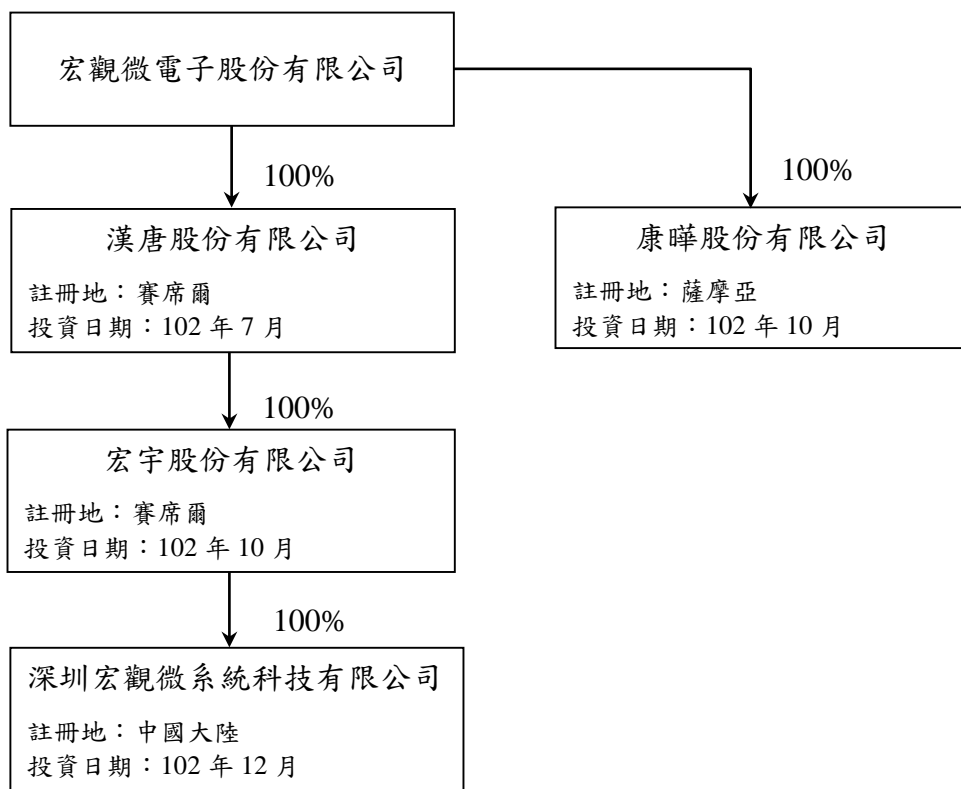 宏觀微電子股份有限公司
100%
100%
漢唐股份有限公司
註冊地：賽席爾
投資日期：102 年 7 月
康曄股份有限公司
註冊地：薩摩亞
投資日期：102 年 10 月
100%
宏宇股份有限公司
註冊地：賽席爾
投資日期：102 年 10 月
100%
深圳宏觀微系統科技有限公司
註冊地：中國大陸
投資日期：102 年 12 月